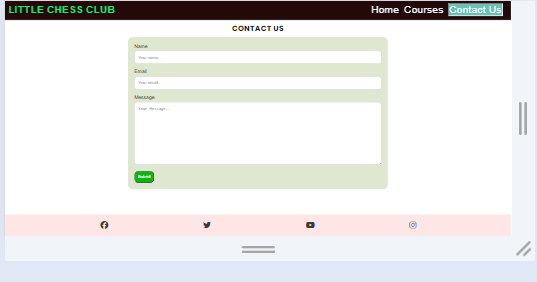 LITTLE CHESS CLUB Home Courses Contact Us
CONTACT US
Name
Your name..
Email
Your email..
Message
Your Message...
Submit